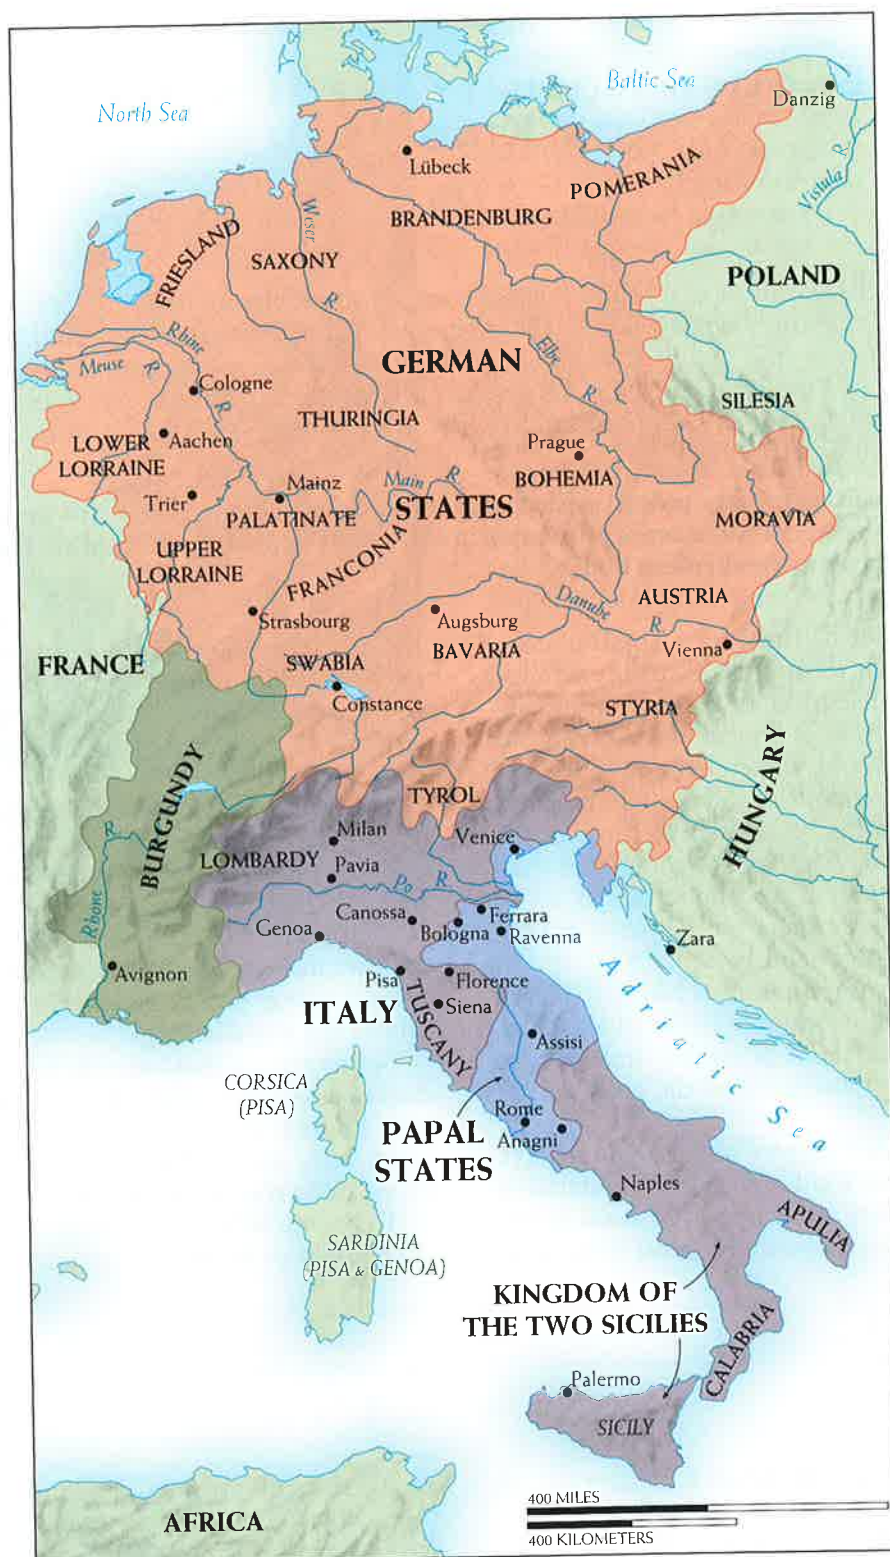 North Sea
Baltic Sea
Danzig
Lübeck
POMERANIA
Vistula R.
Weser
R.
BRANDENBURG
FRIESLAND
SAXONY
POLAND
Rhine
R.
Meuse
R.
Elbe
R.
GERMAN
Cologne
SILESIA
THURINGIA
LOWER
LORRAINE
Aachen
Prague
BOHEMIA
Mainz
Main R.
Trier
STATES
PALATINATE
MORAVIA
UPPER
LORRAINE
FRANCONIA
AUSTRIA
Danube
R.
Strasbourg
Augsburg
BAVARIA
Vienna
FRANCE
SWABIA
Constance
STYRIA
BURGUNDY
HUNGARY
TYROL
Milan
Venice
R.
Rhône
LOMBARDY
Pavia
Po R.
Canossa
Ferrara
Genoa
Bologna
Ravenna
Zara
Avignon
Pisa
Florence
ITALY
TUSCANY
Siena
Adriatic Sea
Assisi
CORSICA
(PISA)
Rome
Anagni
PAPAL
STATES
Naples
APULIA
SARDINIA
(PISA & GENOA)
KINGDOM OF
THE TWO SICILIES
CALABRIA
Palermo
SICILY
AFRICA
400 MILES
400 KILOMETERS